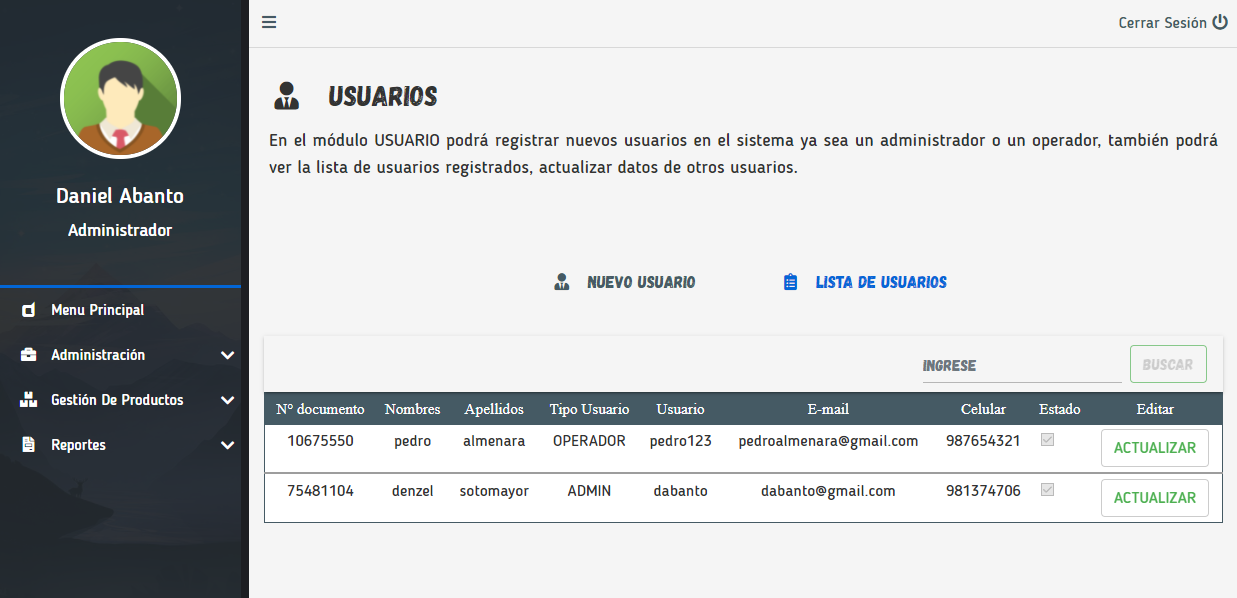 Cerrar Sesión
Daniel Abanto
Administrador
Menu Principal
Administración
Gestión De Productos
Reportes
USUARIOS
En el módulo USUARIO podrá registrar nuevos usuarios en el sistema ya sea un administrador o un operador, también podrá
ver la lista de usuarios registrados, actualizar datos de otros usuarios.
NUEVO USUARIO LISTA DE USUARIOS
INGRESE BUSCAR
N° documento Nombres Apellidos Tipo Usuario Usuario E-mail Celular Estado Editar
10675550 pedro almenara OPERADOR pedro123 pedroalmenara@gmail.com 987654321 ACTUALIZAR
75481104 denzel sotomayor ADMIN dabanto dabanto@gmail.com 981374706 ACTUALIZAR